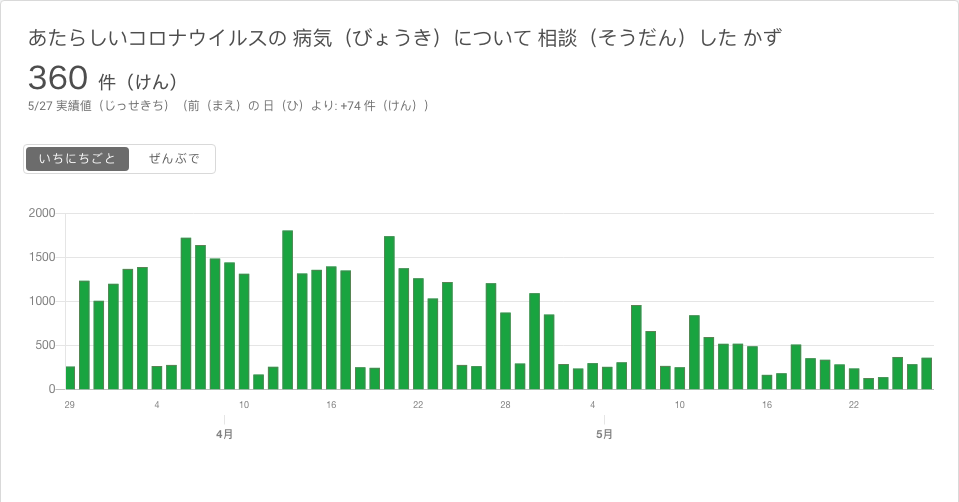 あたらしいコロナウイルスの 病気（びょうき）について 相談（そうだん）した かず
360 件（けん）
5/27 実績値（じっせきち）（前（まえ）の 日（ひ）より: +74 件（けん））
いちにちごと ぜんぶで
2000
1500
1000
500
0
29 4 10 16 22 28 4 10 16 22
4月 5月